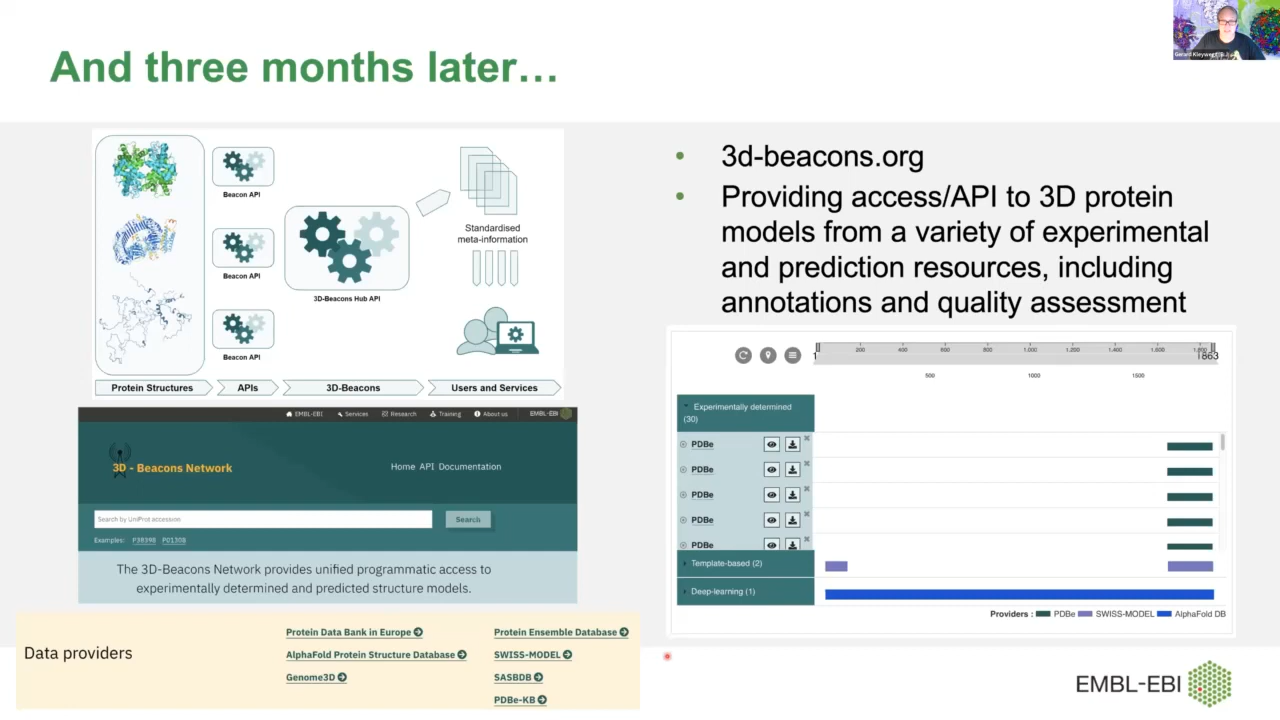 And three months later...
Gerard Kleywegt
Beacon API
Beacon API
Beacon API
3D-Beacons Hub API
Standardised
meta-information
Protein Structures
APIs
3D-Beacons
Users and Services
EMBL-EBI Services Research Training About us EMBL-EBI
3D - Beacons Network
Home API Documentation
Search by UniProt accession
Search
Examples: P38398 P01308
The 3D-Beacons Network provides unified programmatic access to
experimentally determined and predicted structure models.
Data providers
Protein Data Bank in Europe
AlphaFold Protein Structure Database
Genome3D
Protein Ensemble Database
SWISS-MODEL
SASBDB
PDBe-KB
• 3d-beacons.org
• Providing access/API to 3D protein
models from a variety of experimental
and prediction resources, including
annotations and quality assessment
1 200 400 600 800 1,000 1,200 1,400 1,600 1863
500 1000 1500
Experimentally determined
(30)
PDBe
PDBe
PDBe
PDBe
PDBe
Template-based (2)
Deep-learning (1)
Providers : PDBe SWISS-MODEL AlphaFold DB
EMBL-EBI